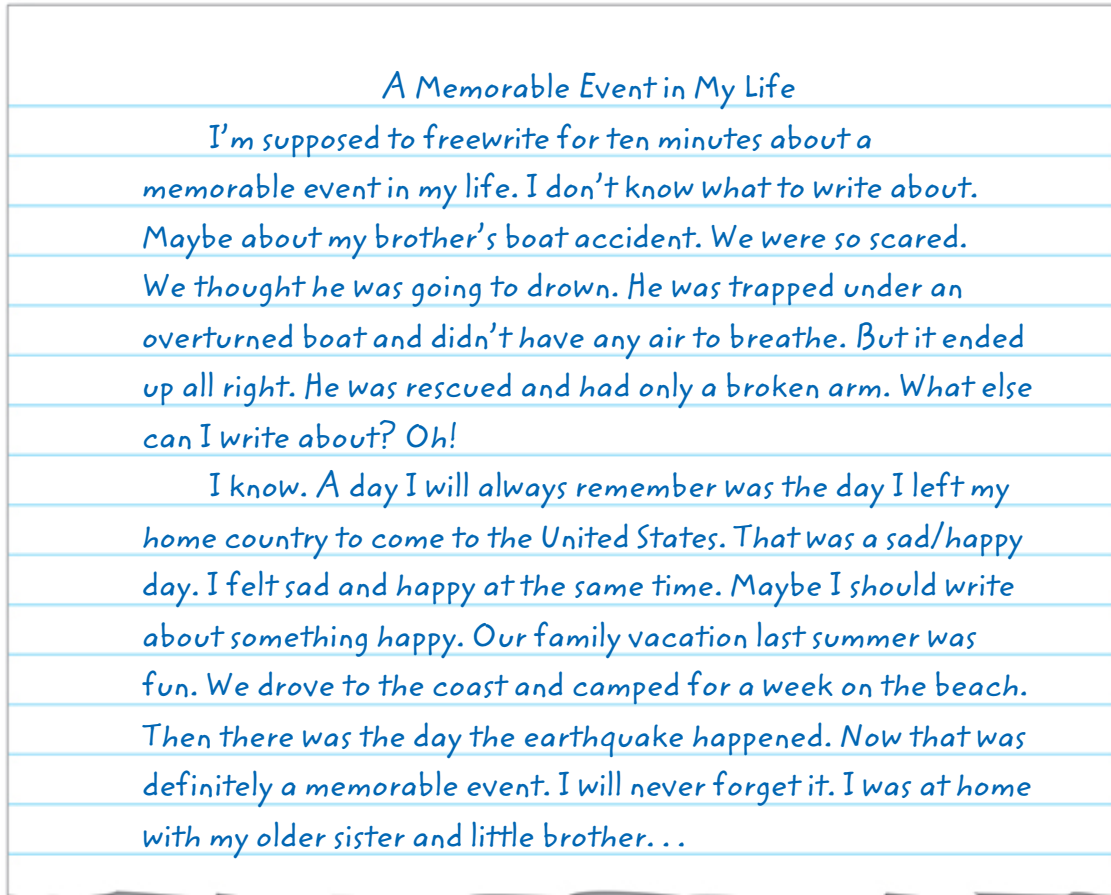 A Memorable Event in My Life
I'm supposed to freewrite for ten minutes about a
memorable event in my life. I don't know what to write about.
Maybe about my brother's boat accident. We were so scared.
We thought he was going to drown. He was trapped under an
overturned boat and didn't have any air to breathe. But it ended
up all right. He was rescued and had only a broken arm. What else
can I write about? Oh!
I know. A day I will always remember was the day I left my
home country to come to the United States. That was a sad/happy
day. I felt sad and happy at the same time. Maybe I should write
about something happy. Our family vacation last summer was
fun. We drove to the coast and camped for a week on the beach.
Then there was the day the earthquake happened. Now that was
definitely a memorable event. I will never forget it. I was at home
with my older sister and little brother. . .